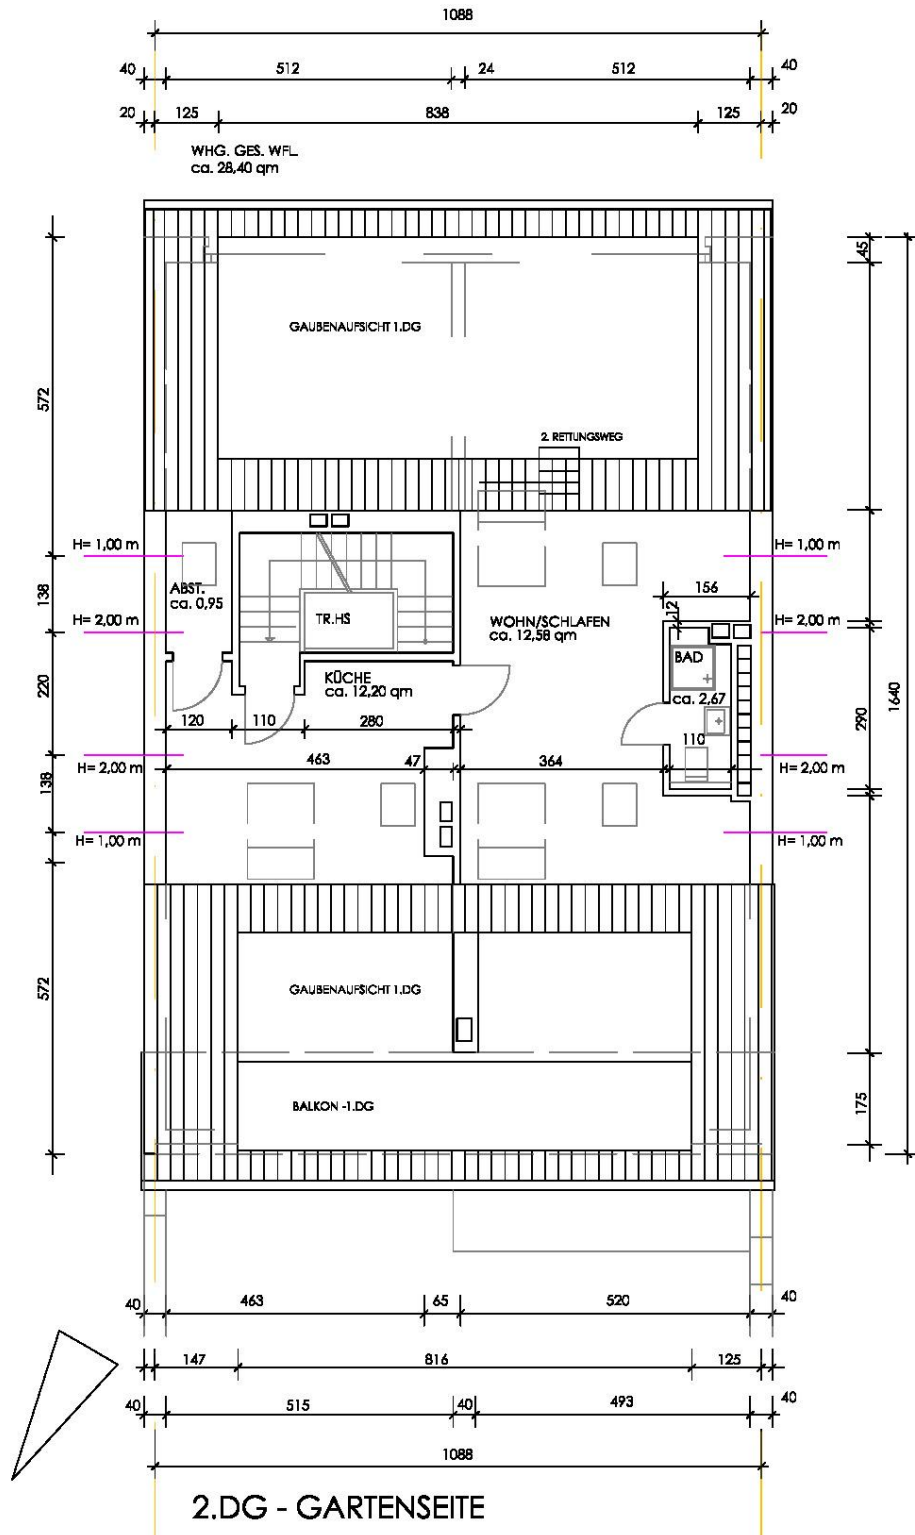 1088
40
512
24
512
40
20
125
838
125
20
WHG. GES. WFL.
ca. 28,40 qm
45
GAUBENAUFSICHT 1.DG
572
2. RETTUNGSWEG
H= 1,00 m
H= 1,00 m
138
ABST.
ca. 0,95
156
12
H= 2,00 m
TR.HS
WOHN/SCHLAFEN
ca. 12,58 qm
H= 2,00 m
220
KÜCHE
ca. 12,20 qm
BAD
ca. 2,67
290
1640
120
110
280
110
H= 2,00 m
463
47
364
H= 2,00 m
138
H= 1,00 m
H= 1,00 m
572
GAUBENAUFSICHT 1.DG
BALKON -1.DG
175
40
463
65
520
40
147
816
125
40
515
40
493
40
1088
2.DG - GARTENSEITE